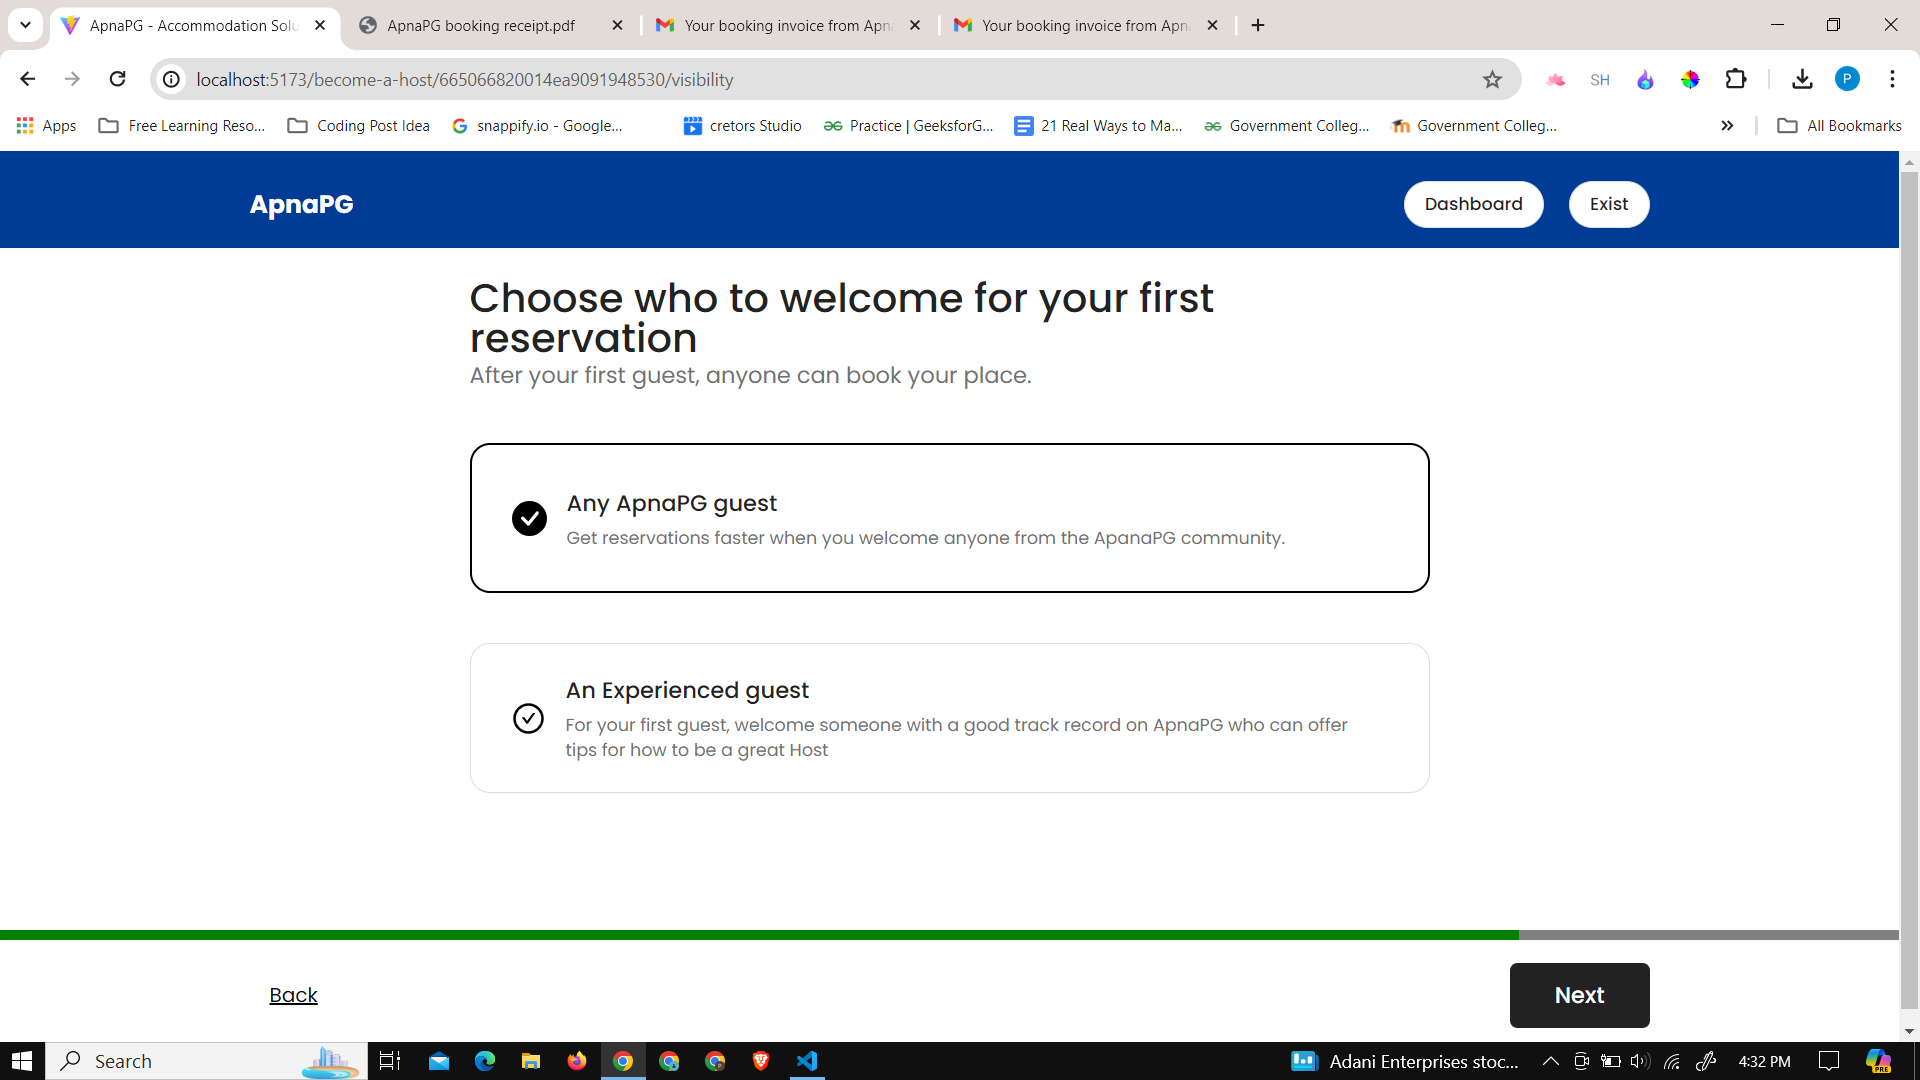 ApnaPG - Accommodation Solu
ApnaPG booking receipt.pdf
Your booking invoice from Apn
Your booking invoice from Apn
localhost:5173/become-a-host/665066820014ea9091948530/visibility
SH
P
Apps
Free Learning Reso...
Coding Post Idea
snappify.io - Google...
cretors Studio
Practice | GeeksforG...
21 Real Ways to Ma...
Government Colleg...
Government Colleg...
All Bookmarks
ApnaPG
Dashboard
Exist
Choose who to welcome for your first
reservation
After your first guest, anyone can book your place.
Any ApnaPG guest
Get reservations faster when you welcome anyone from the ApanaPG community.
An Experienced guest
For your first guest, welcome someone with a good track record on ApnaPG who can offer
tips for how to be a great Host
Back
Next
Search
Adani Enterprises stoc...
4:32 PM
PRE